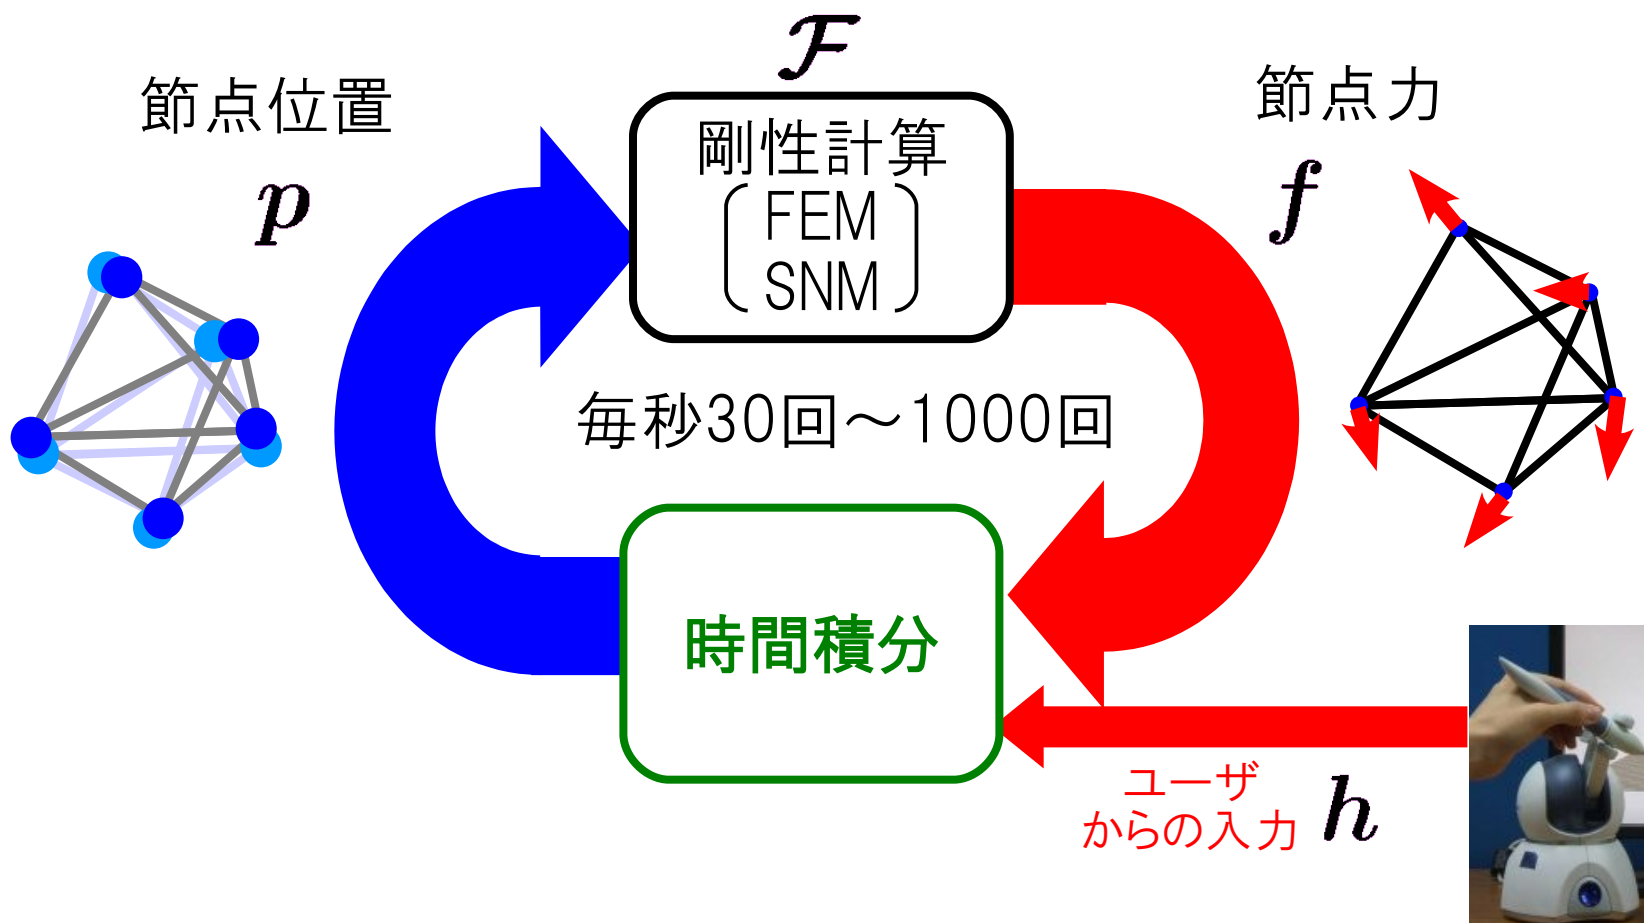 𝓕
節点位置
p
剛性計算
FEM
SNM
節点力
f
毎秒30回～1000回
時間積分
ユーザ
からの入力
h